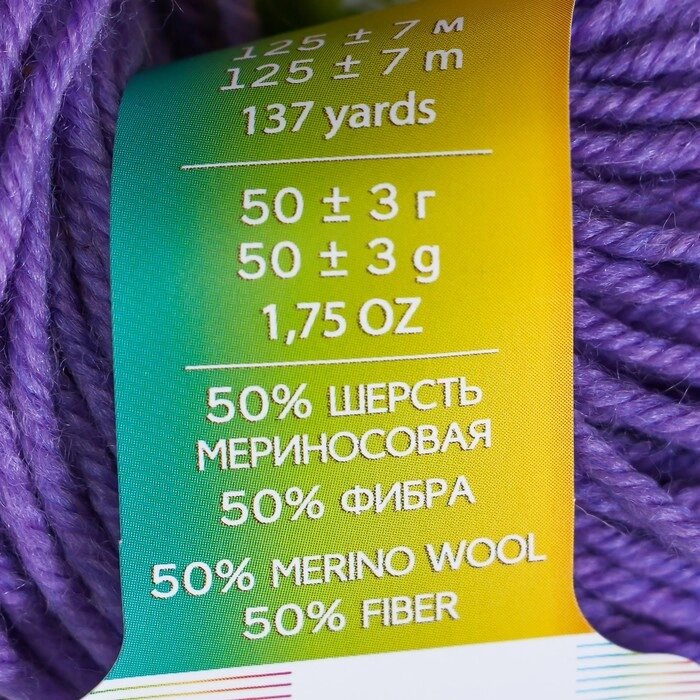 125 ± 7 м
125 ± 7 m
137 yards
50 ± 3 г
50 ± 3 g
1,75 OZ
50% ШЕРСТЬ
МЕРИНОСОВАЯ
50% ФИБРА
50% MERINO WOOL
50% FIBER